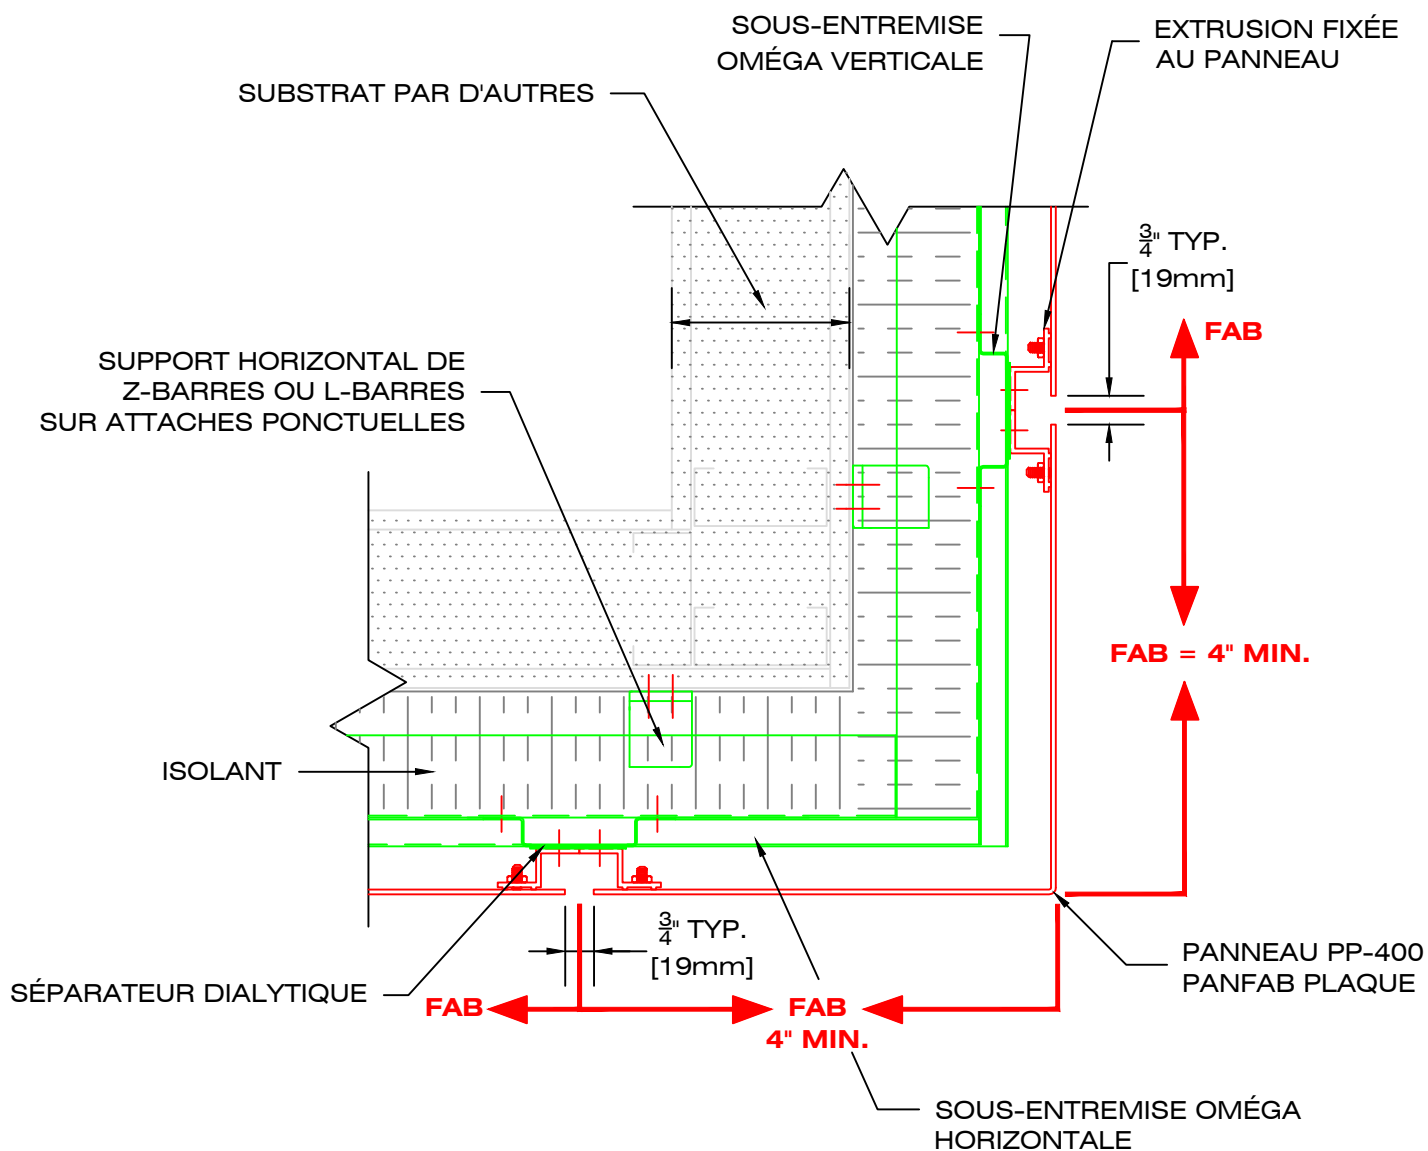 SOUS-ENTREMISE
OMÉGA VERTICALE
EXTRUSION FIXÉE
AU PANNEAU
SUBSTRAT PAR D'AUTRES
3/4" TYP.
[19mm]
FAB
SUPPORT HORIZONTAL DE
Z-BARRES OU L-BARRES
SUR ATTACHES PONCTUELLES
FAB = 4" MIN.
ISOLANT
3/4" TYP.
[19mm]
PANNEAU PP-400
PANFAB PLAQUE
SÉPARATEUR DIALYTIQUE
FAB
FAB
4" MIN.
SOUS-ENTREMISE OMÉGA
HORIZONTALE